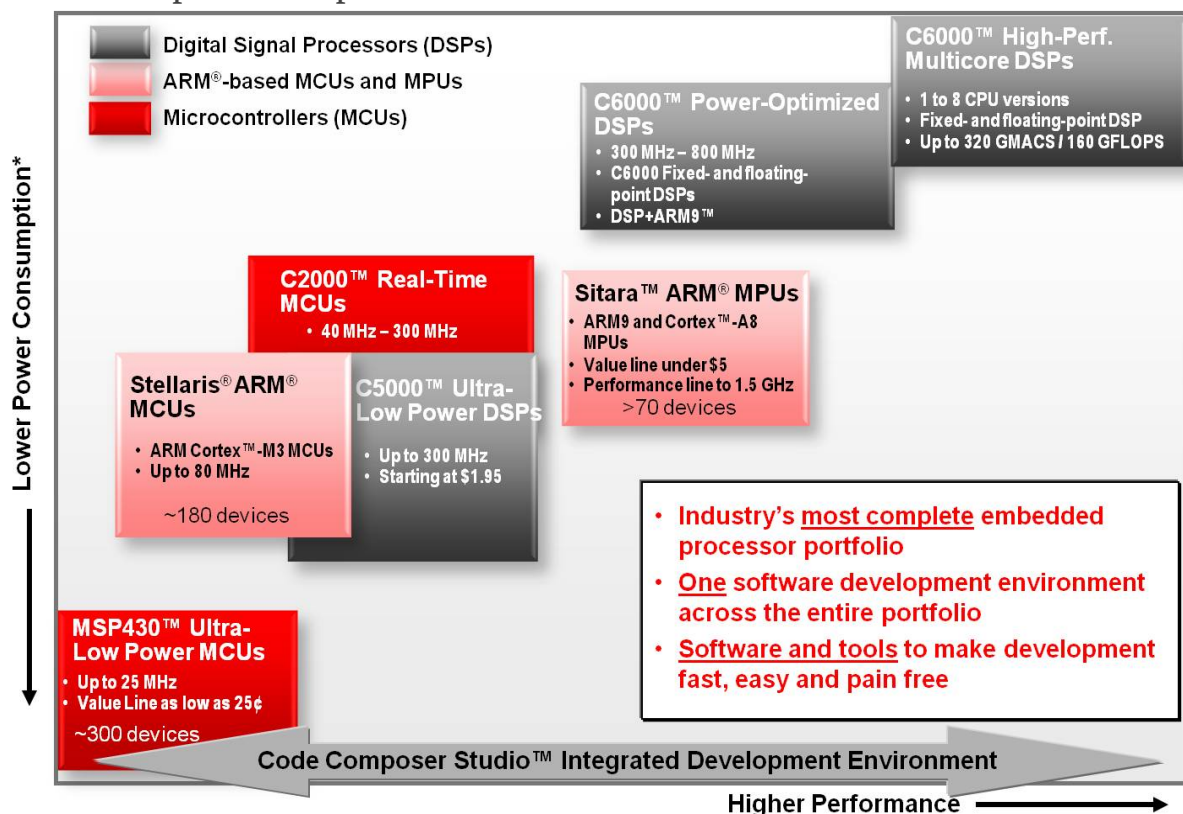 Digital Signal Processors (DSPs)
ARM®-based MCUs and MPUs
Microcontrollers (MCUs)
C6000™ High-Perf.
Multicore DSPs
• 1 to 8 CPU versions
• Fixed- and floating-point DSP
• Up to 320 GMACS / 160 GFLOPS
C6000™ Power-Optimized
DSPs
• 300 MHz – 800 MHz
• C6000 Fixed- and floating-
point DSPs
• DSP+ARM9™
C2000™ Real-Time
MCUs
• 40 MHz – 300 MHz
Sitara™ ARM® MPUs
• ARM9 and Cortex™-A8
MPUs
• Value line under $5
• Performance line to 1.5 GHz
>70 devices
Stellaris® ARM®
MCUs
• ARM Cortex™-M3 MCUs
• Up to 80 MHz
~180 devices
C5000™ Ultra-
Low Power DSPs
• Up to 300 MHz
• Starting at $1.95
• Industry's most complete embedded
processor portfolio
• One software development environment
across the entire portfolio
• Software and tools to make development
fast, easy and pain free
MSP430™ Ultra-
Low Power MCUs
• Up to 25 MHz
• Value Line as low as 25¢
~300 devices
Code Composer Studio™ Integrated Development Environment
Lower Power Consumption*
Higher Performance